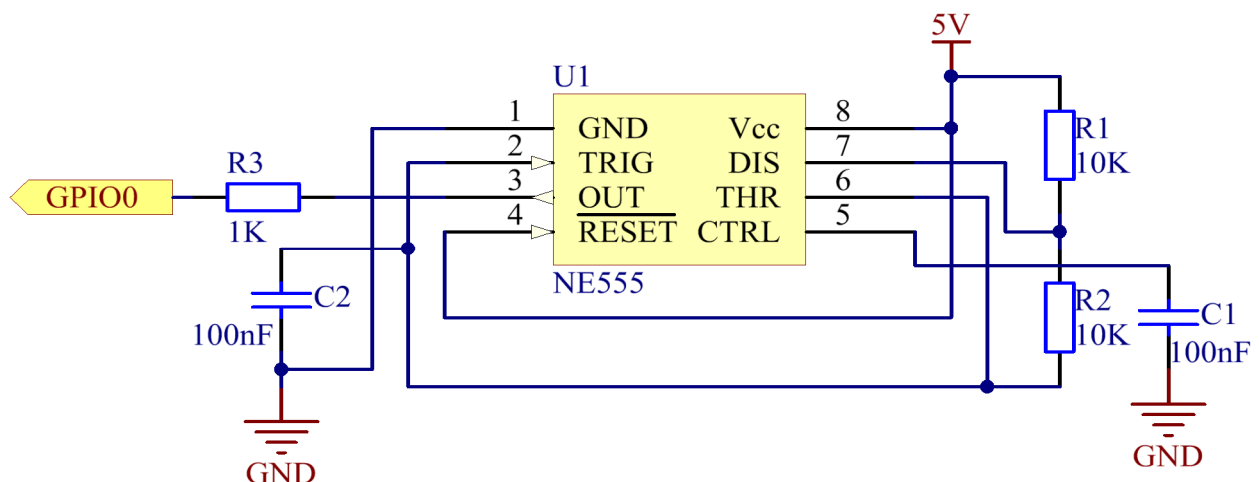 5V
U1
1
GND
Vcc
8
R1
10K
2
TRIG
DIS
7
R3
GPIO0
3
OUT
THR
6
1K
4
RESET
CTRL
5
NE555
C2
100nF
R2
10K
C1
100nF
GND
GND